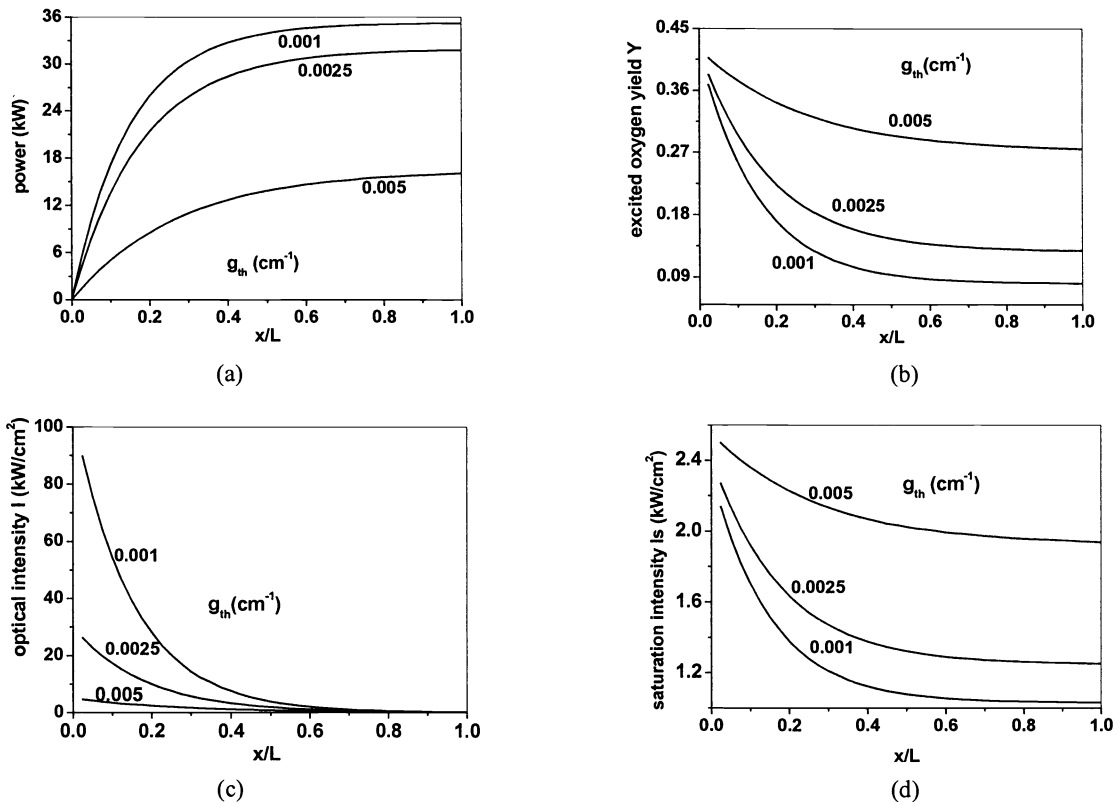 power (kW)
36
30
24
18
12
6
0
0.001
0.0025
0.005
g_th (cm^-1)
0.0 0.2 0.4 0.6 0.8 1.0
x/L
(a)
excited oxygen yield Y
0.45
0.36
0.27
0.18
0.09
g_th(cm^-1)
0.005
0.0025
0.001
0.0 0.2 0.4 0.6 0.8 1.0
x/L
(b)
optical intensity I (kW/cm^2)
100
80
60
40
20
0
0.001
g_th(cm^-1)
0.0025
0.005
0.0 0.2 0.4 0.6 0.8 1.0
x/L
(c)
saturation intensity Is (kW/cm^2)
2.4
2.0
1.6
1.2
g_th (cm^-1)
0.005
0.0025
0.001
0.0 0.2 0.4 0.6 0.8 1.0
x/L
(d)